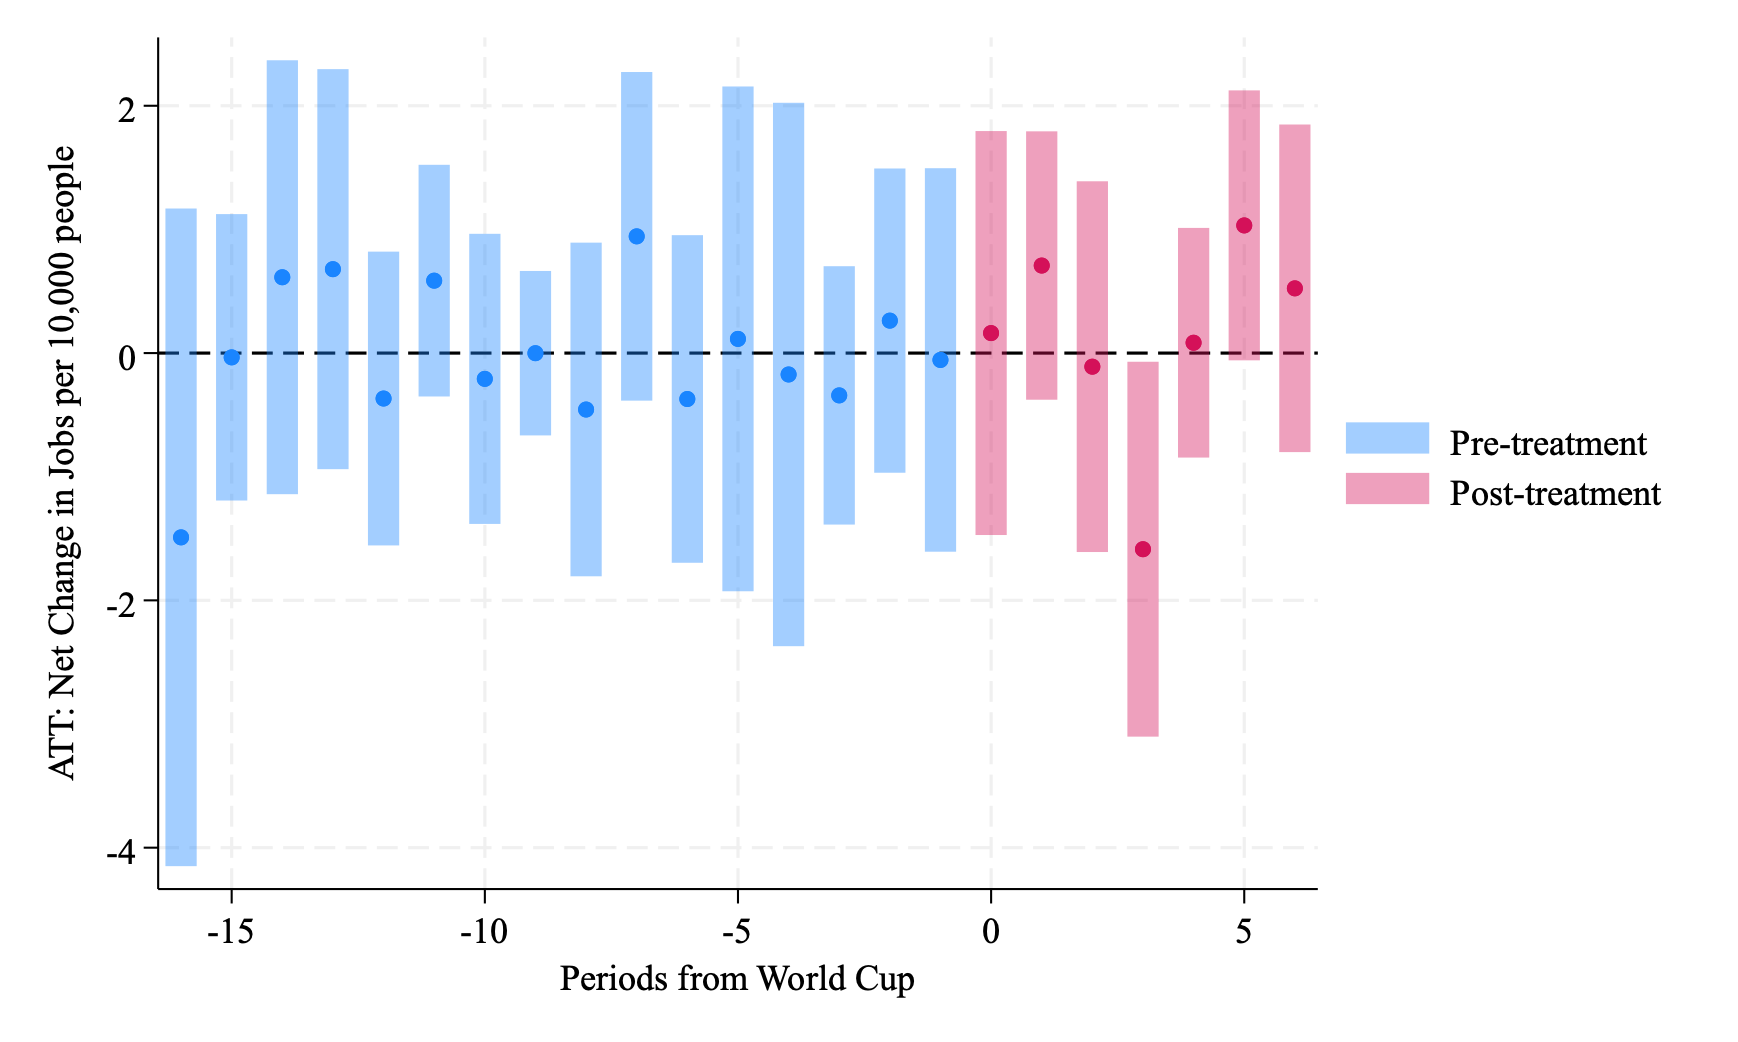 ATT: Net Change in Jobs per 10,000 people
2
0
-2
-4
-15 -10 -5 0 5
Periods from World Cup
Pre-treatment
Post-treatment